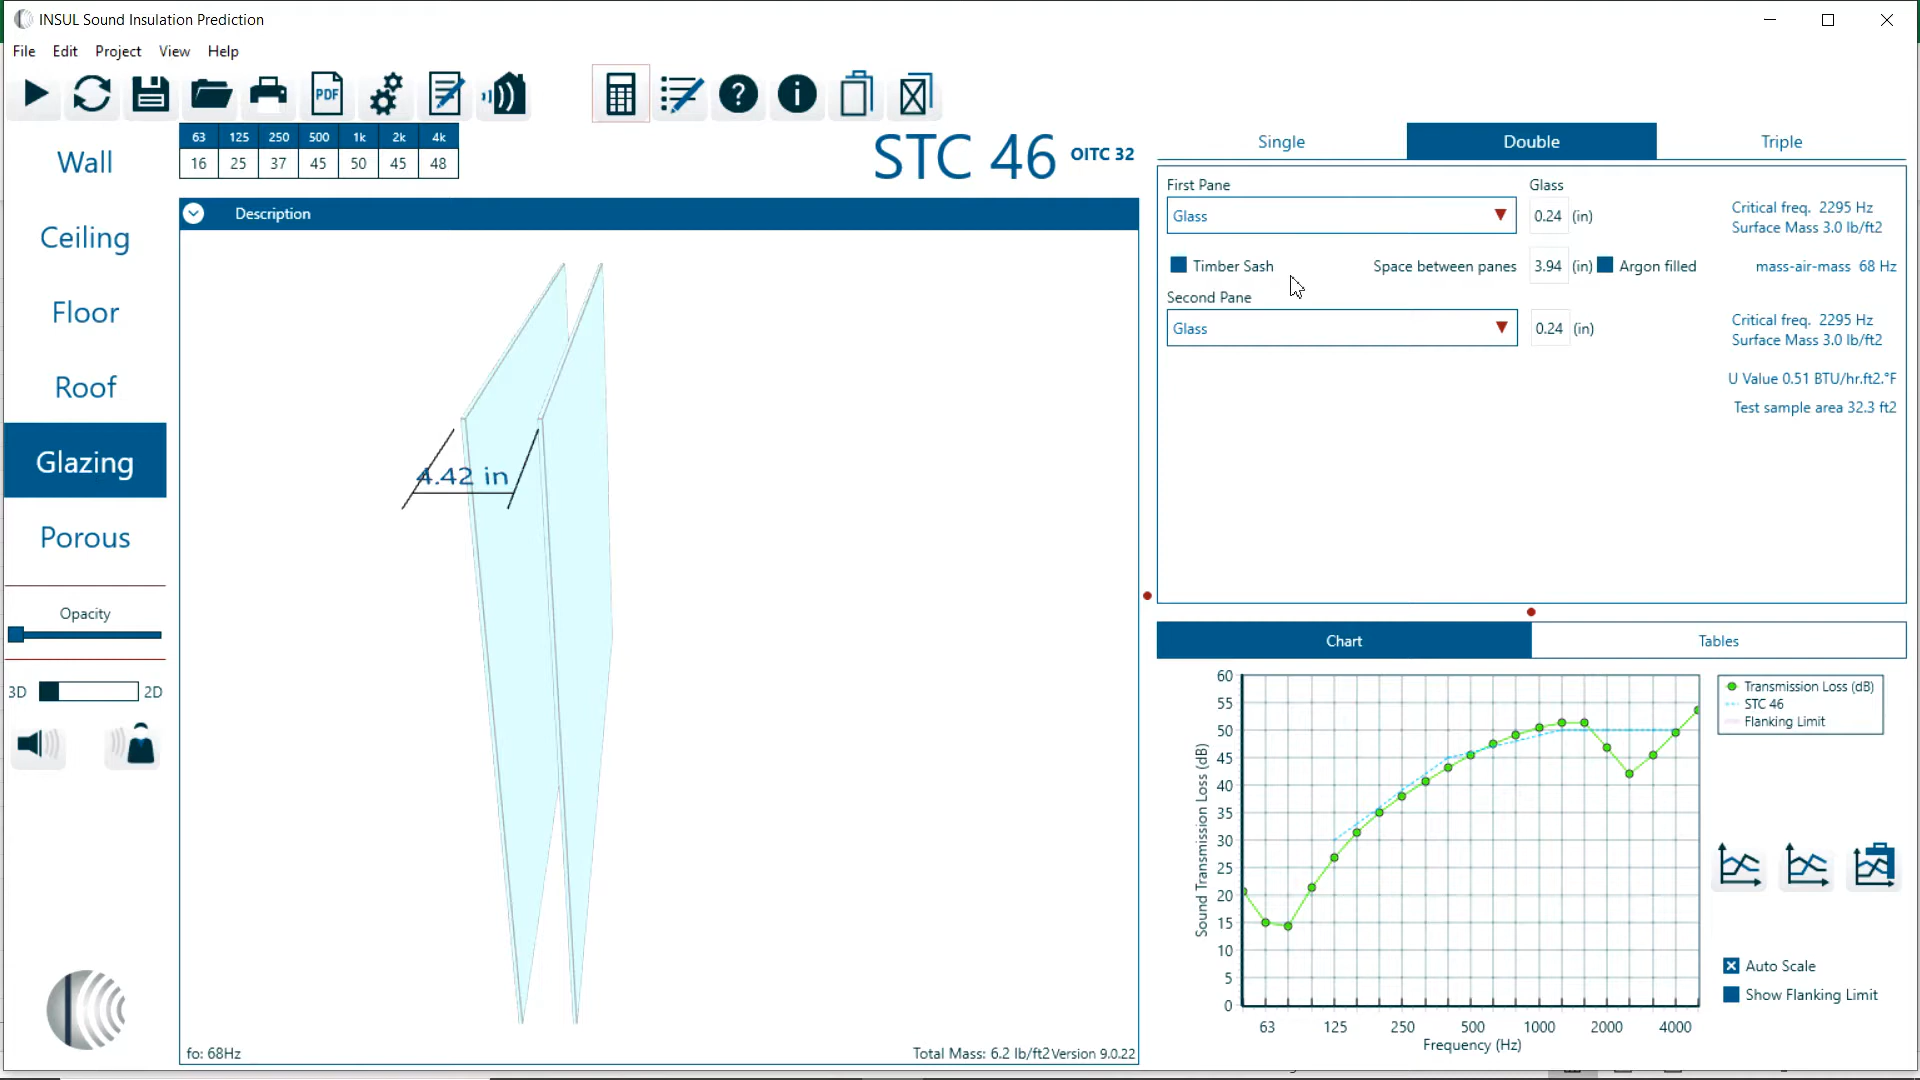 INSUL Sound Insulation Prediction
File Edit Project View Help
PDF
Wall
Ceiling
Floor
Roof
Glazing
Porous
Opacity
3D 2D
63 125 250 500 1k 2k 4k
16 25 37 45 50 45 48
STC 46 OITC 32
Description
4.42 in
fo: 68Hz
Total Mass: 6.2 lb/ft2 Version 9.0.22
Single Double Triple
First Pane Glass
Glass 0.24 (in)
Critical freq. 2295 Hz
Surface Mass 3.0 lb/ft2
Timber Sash Space between panes 3.94 (in) Argon filled mass-air-mass 68 Hz
Second Pane
Glass 0.24 (in)
Critical freq. 2295 Hz
Surface Mass 3.0 lb/ft2
U Value 0.51 BTU/hr.ft2.°F
Test sample area 32.3 ft2
Chart Tables
Sound Transmission Loss (dB)
60
55
50
45
40
35
30
25
20
15
10
5
0
63 125 250 500 1000 2000 4000
Frequency (Hz)
Transmission Loss (dB)
STC 46
Flanking Limit
Auto Scale
Show Flanking Limit